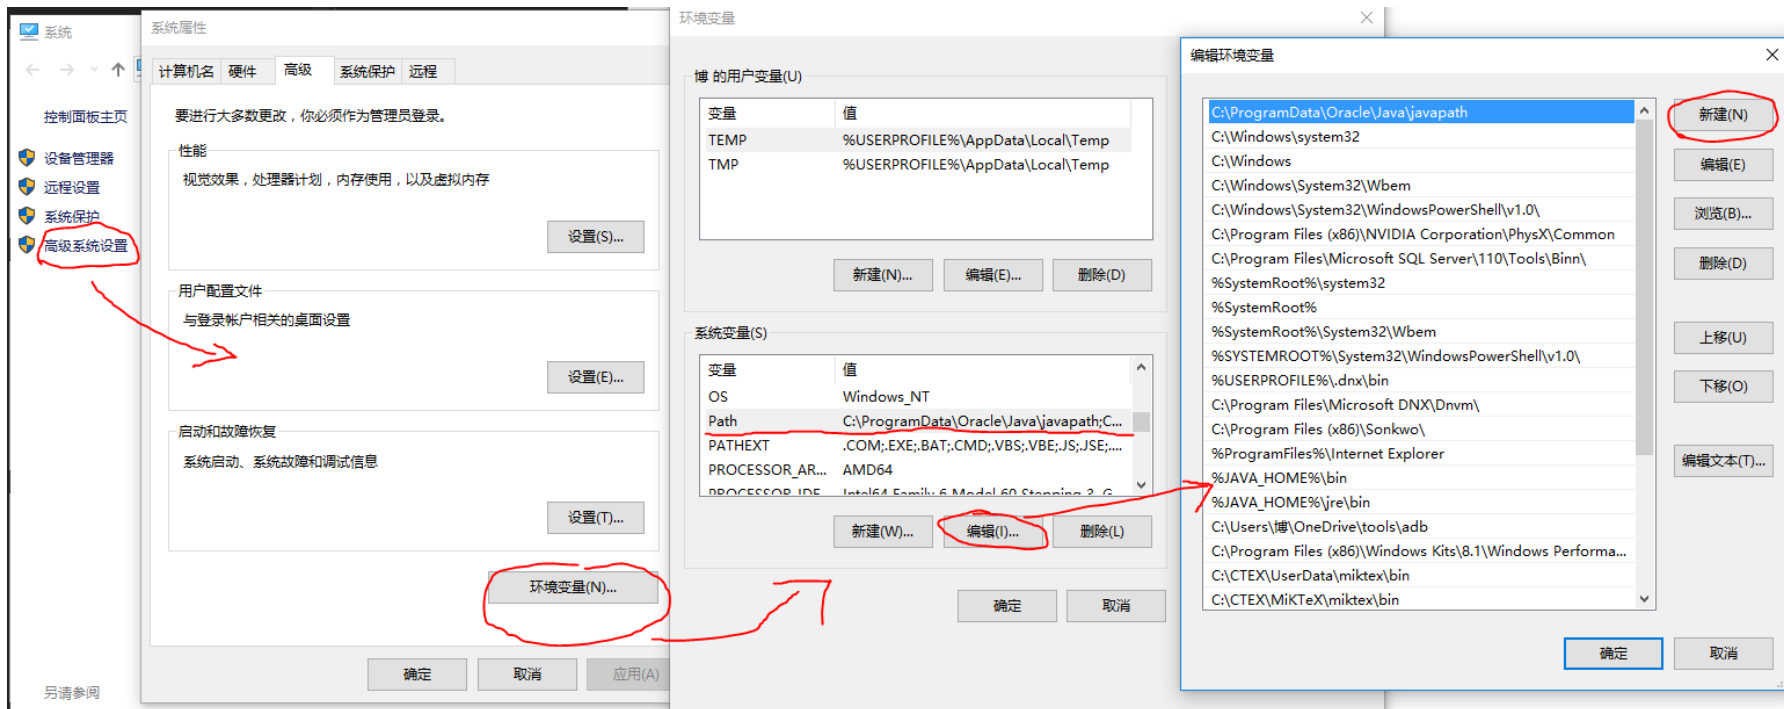 系统
控制面板主页
设备管理器
远程设置
系统保护
高级系统设置
另请参阅
系统属性
计算机名 硬件 高级 系统保护 远程
要进行大多数更改，你必须作为管理员登录。
性能
视觉效果，处理器计划，内存使用，以及虚拟内存
设置(S)...
用户配置文件
与登录帐户相关的桌面设置
设置(E)...
启动和故障恢复
系统启动、系统故障和调试信息
设置(T)...
环境变量(N)...
确定 取消 应用(A)
环境变量
博 的用户变量(U)
变量 值
TEMP %USERPROFILE%\AppData\Local\Temp
TMP %USERPROFILE%\AppData\Local\Temp
新建(N)... 编辑(E)... 删除(D)
系统变量(S)
变量 值
OS Windows_NT
Path C:\ProgramData\Oracle\Java\javapath;C...
PATHEXT .COM;.EXE;.BAT;.CMD;.VBS;.VBE;.JS;.JSE;....
PROCESSOR_AR... AMD64
PROCESSOR_IDE Intel64 Family 6 Model 60 Stepping 3, G
新建(W)... 编辑(I)... 删除(L)
确定 取消
编辑环境变量
C:\ProgramData\Oracle\Java\javapath
C:\Windows\system32
C:\Windows
C:\Windows\System32\Wbem
C:\Windows\System32\WindowsPowerShell\v1.0\
C:\Program Files (x86)\NVIDIA Corporation\PhysX\Common
C:\Program Files\Microsoft SQL Server\110\Tools\Binn\
%SystemRoot%\system32
%SystemRoot%
%SystemRoot%\System32\Wbem
%SYSTEMROOT%\System32\WindowsPowerShell\v1.0\
%USERPROFILE%\.dnx\bin
C:\Program Files\Microsoft DNX\Dnvm\
C:\Program Files (x86)\Sonkwo\
%ProgramFiles%\Internet Explorer
%JAVA_HOME%\bin
%JAVA_HOME%\jre\bin
C:\Users\博\OneDrive\tools\adb
C:\Program Files (x86)\Windows Kits\8.1\Windows Performa...
C:\CTEX\UserData\miktex\bin
C:\CTEX\MiKTeX\miktex\bin
新建(N)
编辑(E)
浏览(B)...
删除(D)
上移(U)
下移(O)
编辑文本(T)...
确定 取消